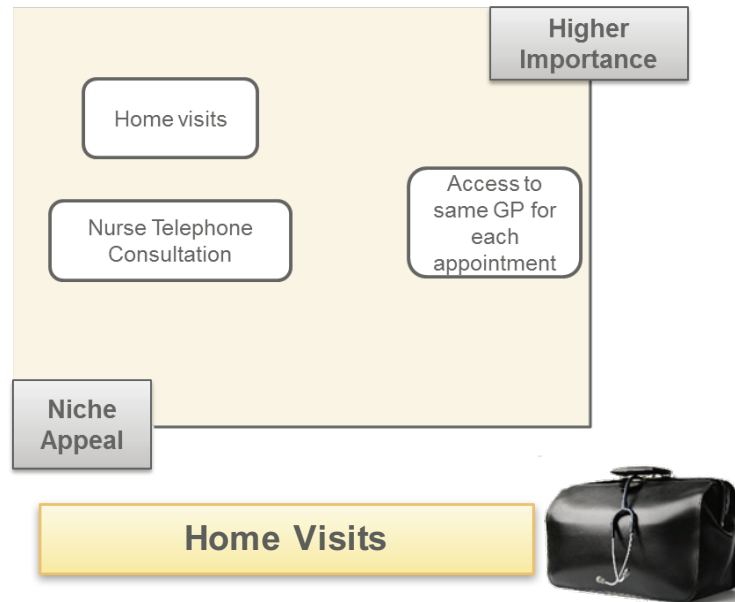 Higher
Importance
Home visits
Access to
same GP for
each
appointment
Nurse Telephone
Consultation
Niche
Appeal
Home Visits